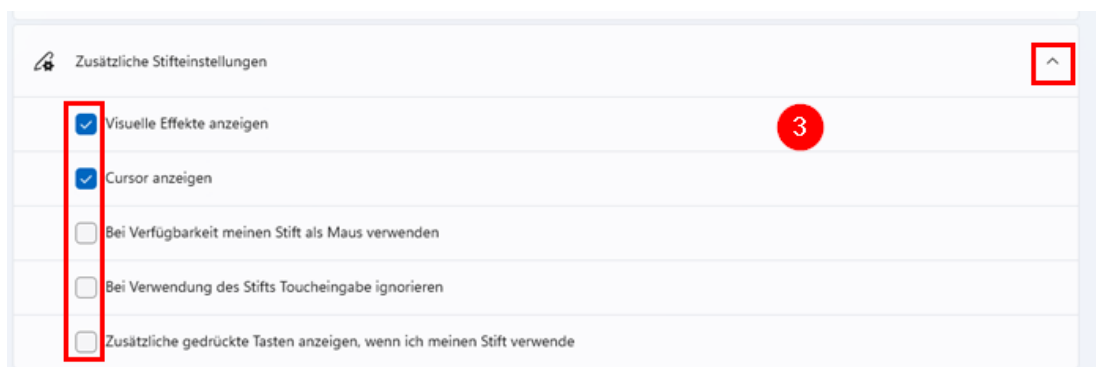 Zusätzliche Stifteinstellungen
Visuelle Effekte anzeigen
3
Cursor anzeigen
Bei Verfügbarkeit meinen Stift als Maus verwenden
Bei Verwendung des Stifts Toucheingabe ignorieren
Zusätzliche gedrückte Tasten anzeigen, wenn ich meinen Stift verwende